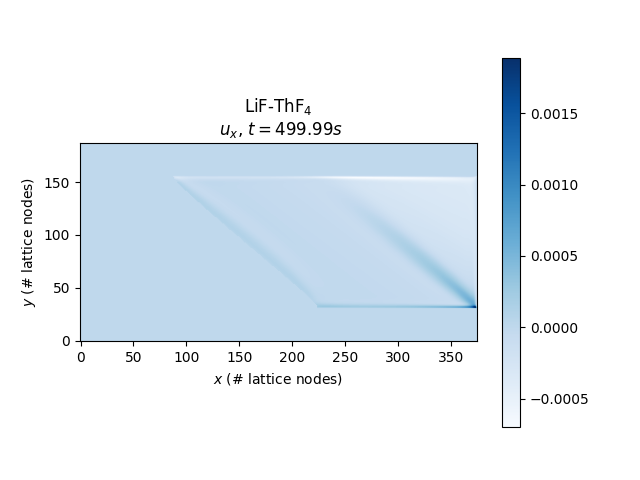 LiF-ThF₄
uₓ, t = 499.99s
0.0015
0.0010
0.0005
0.0000
−0.0005
y (# lattice nodes)
150
100
50
0
0 50 100 150 200 250 300 350
x (# lattice nodes)